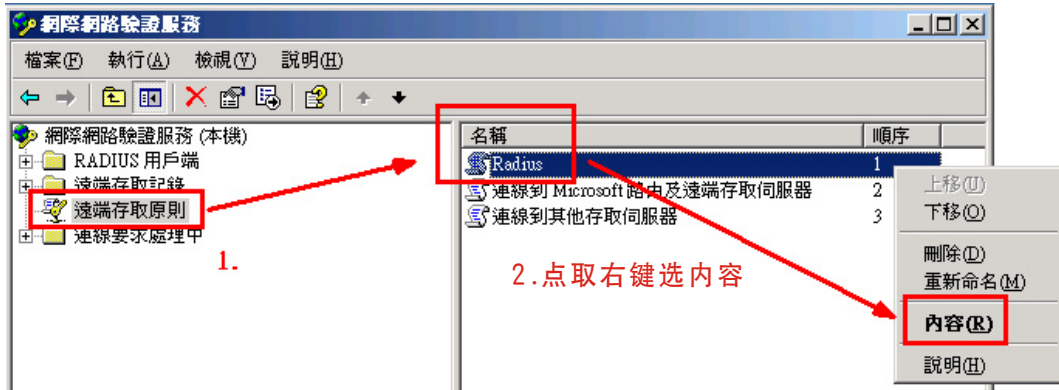 網際網路驗證服務
檔案(F) 執行(A) 檢視(V) 說明(H)
網際網路驗證服務 (本機)
RADIUS 用戶端
遠端存取記錄
遠端存取原則
連線要求處理中
1.
名稱 順序
Radius 1
連線到 Microsoft 路由及遠端存取伺服器 2
連線到其他存取伺服器 3
2.点取右键选内容
上移(U)
下移(O)
刪除(D)
重新命名(M)
內容(R)
說明(H)